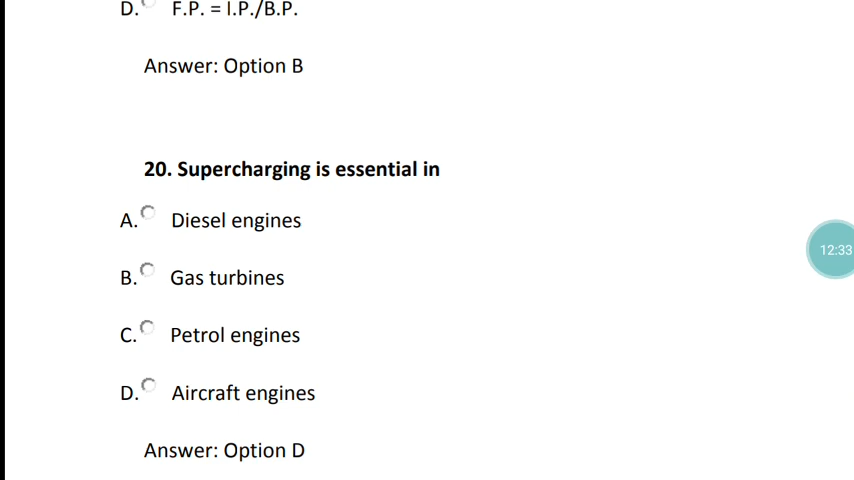 D. F.P. = I.P./B.P.
Answer: Option B
20. Supercharging is essential in
A. Diesel engines
B. Gas turbines
C. Petrol engines
D. Aircraft engines
Answer: Option D
12:33